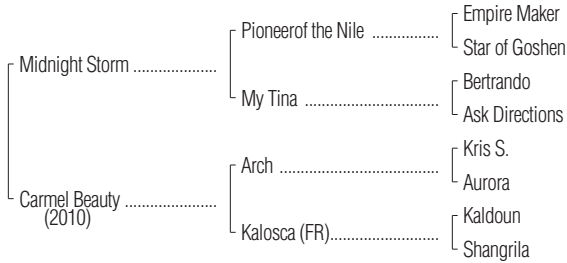 Empire Maker
Pioneerof the Nile ................
Star of Goshen
Midnight Storm ....................
Bertrando
My Tina ................................
Ask Directions
Kris S.
Arch ......................................
Aurora
Carmel Beauty ......................
(2010)
Kaldoun
Kalosca (FR)..........................
Shangrila